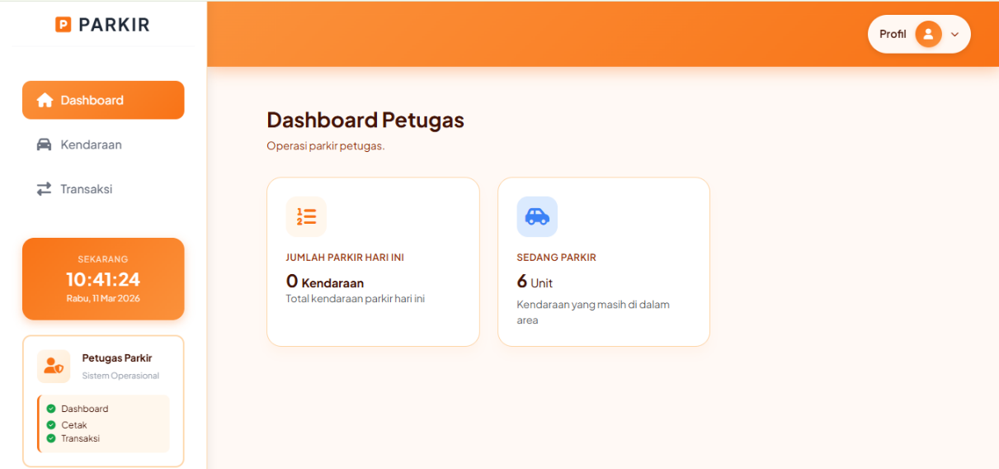 P PARKIR
Profil
Dashboard
Kendaraan
Transaksi
SEKARANG
10:41:24
Rabu, 11 Mar 2026
Petugas Parkir
Sistem Operasional
Dashboard
Cetak
Transaksi
Dashboard Petugas
Operasi parkir petugas.
1
2
JUMLAH PARKIR HARI INI
0 Kendaraan
Total kendaraan parkir hari ini
SEDANG PARKIR
6 Unit
Kendaraan yang masih di dalam
area